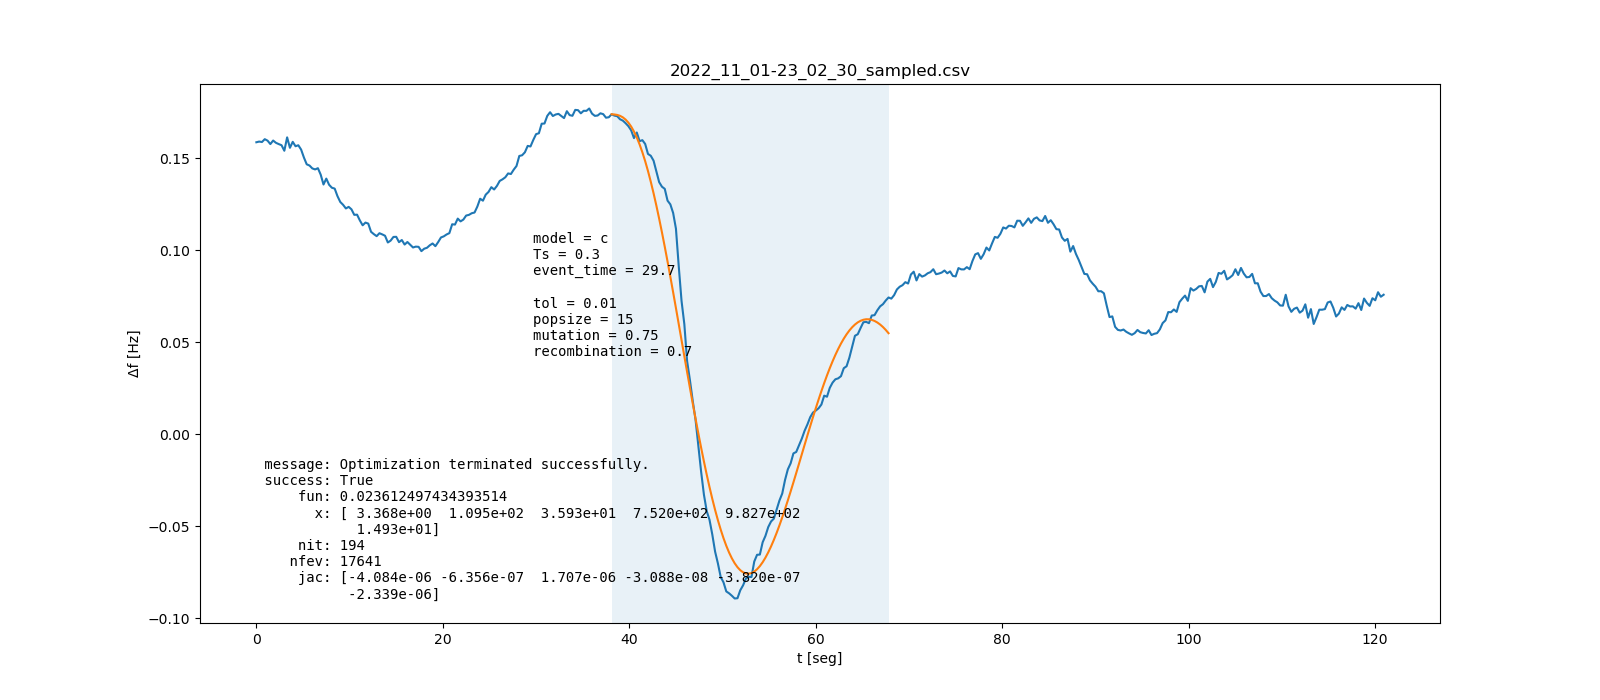 2022_11_01-23_02_30_sampled.csv
0.15
0.10
0.05
0.00
−0.05
−0.10
Δf [Hz]
model = c
Ts = 0.3
event_time = 29.7
tol = 0.01
popsize = 15
mutation = 0.75
recombination = 0.7
message: Optimization terminated successfully.
success: True
fun: 0.023612497434393514
x: [ 3.368e+00  1.095e+02  3.593e+01  7.520e+02  9.827e+02
1.493e+01]
nit: 194
nfev: 17641
jac: [-4.084e-06 -6.356e-07  1.707e-06 -3.088e-08 -3.820e-07
-2.339e-06]
0 20 40 60 80 100 120
t [seg]